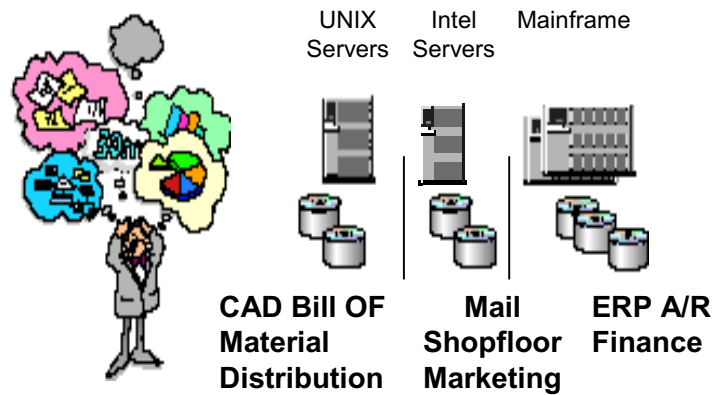 UNIX
Servers
Intel
Servers
Mainframe
CAD Bill OF
Material
Distribution
Mail
Shopfloor
Marketing
ERP A/R
Finance